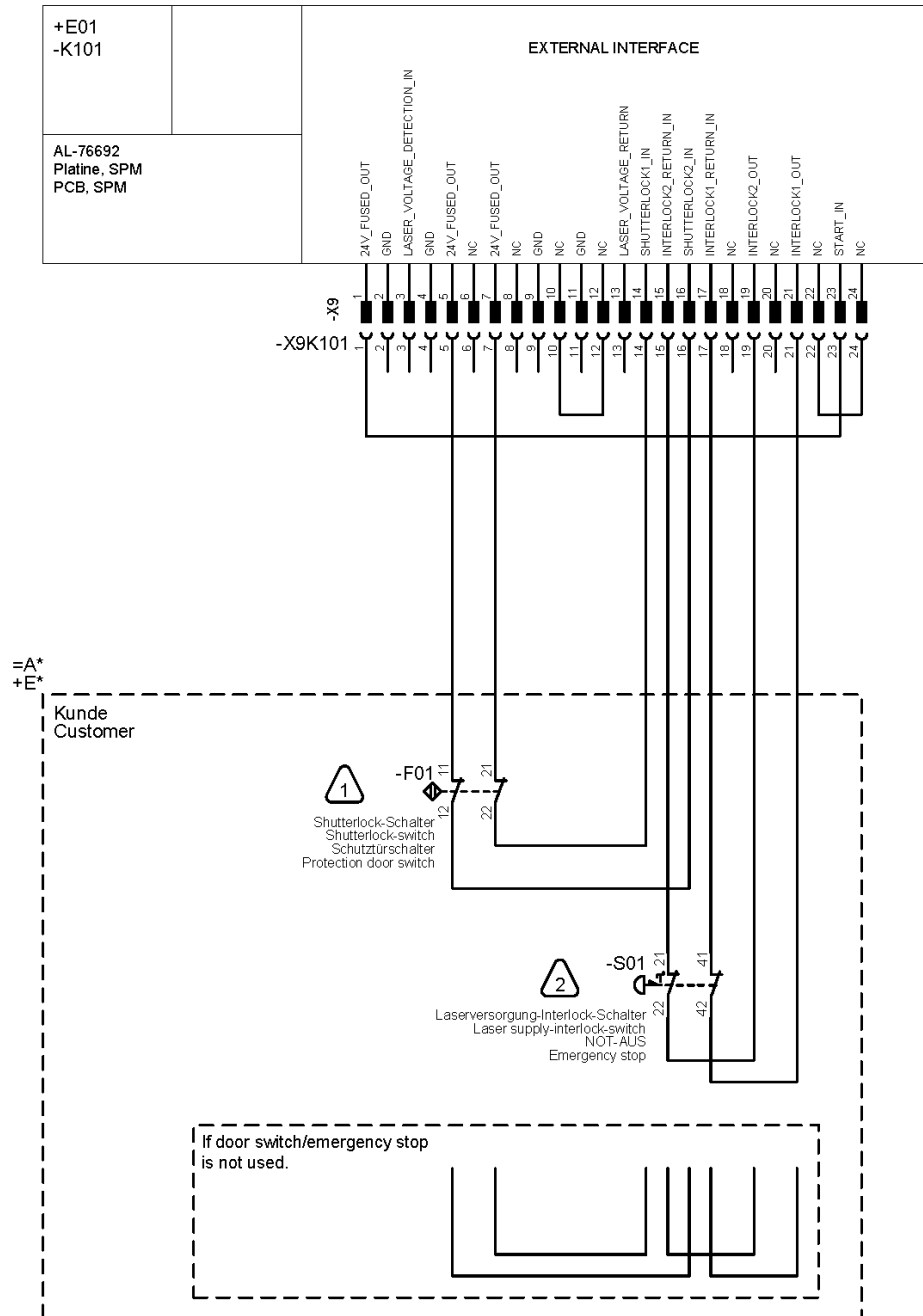 +E01
-K101
EXTERNAL INTERFACE
AL-76692
Platine, SPM
PCB, SPM
24V_FUSED_OUT
GND
LASER_VOLTAGE_DETECTION_IN
GND
24V_FUSED_OUT
NC
24V_FUSED_OUT
NC
GND
NC
GND
NC
LASER_VOLTAGE_RETURN
SHUTTERLOCK1_IN
INTERLOCK2_RETURN_IN
SHUTTERLOCK2_IN
INTERLOCK1_RETURN_IN
NC
INTERLOCK2_OUT
NC
INTERLOCK1_OUT
NC
START_IN
NC
-X9
1 2 3 4 5 6 7 8 9 10 11 12 13 14 15 16 17 18 19 20 21 22 23 24
-X9K101
1 2 3 4 5 6 7 8 9 10 11 12 13 14 15 16 17 18 19 20 21 22 23 24
=A*
+E*
Kunde
Customer
1
-F01
11
21
12
22
Shutterlock-Schalter
Shutterlock-switch
Schutztürschalter
Protection door switch
2
-S01
21
41
22
42
Laserversorgung-Interlock-Schalter
Laser supply-interlock-switch
NOT-AUS
Emergency stop
If door switch/emergency stop
is not used.